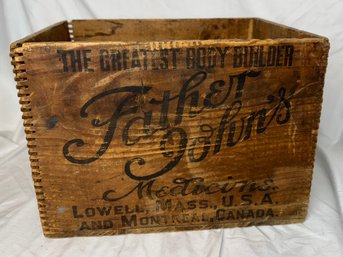 THE GREATEST BODY BUILDER
Father
John's
Medicine.
LOWELL, MASS., U.S.A.
AND MONTREAL, CANADA.